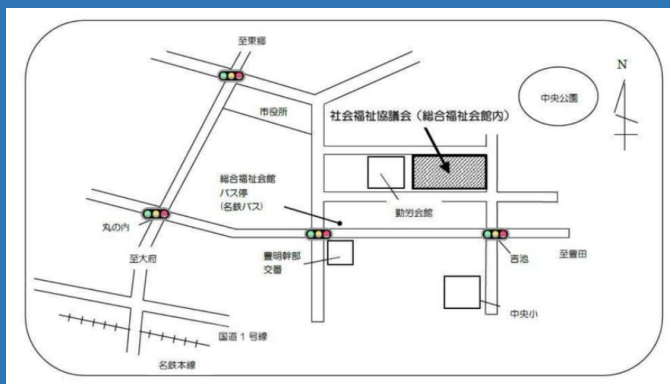 至東郷
N
中央公園
市役所
社会福祉協議会（総合福祉会館内）
総合福祉会館
バス停
(名鉄バス)
勤労会館
丸の内
豊明幹部
交番
吉池
至豊田
至大府
中央小
国道1号線
名鉄本線